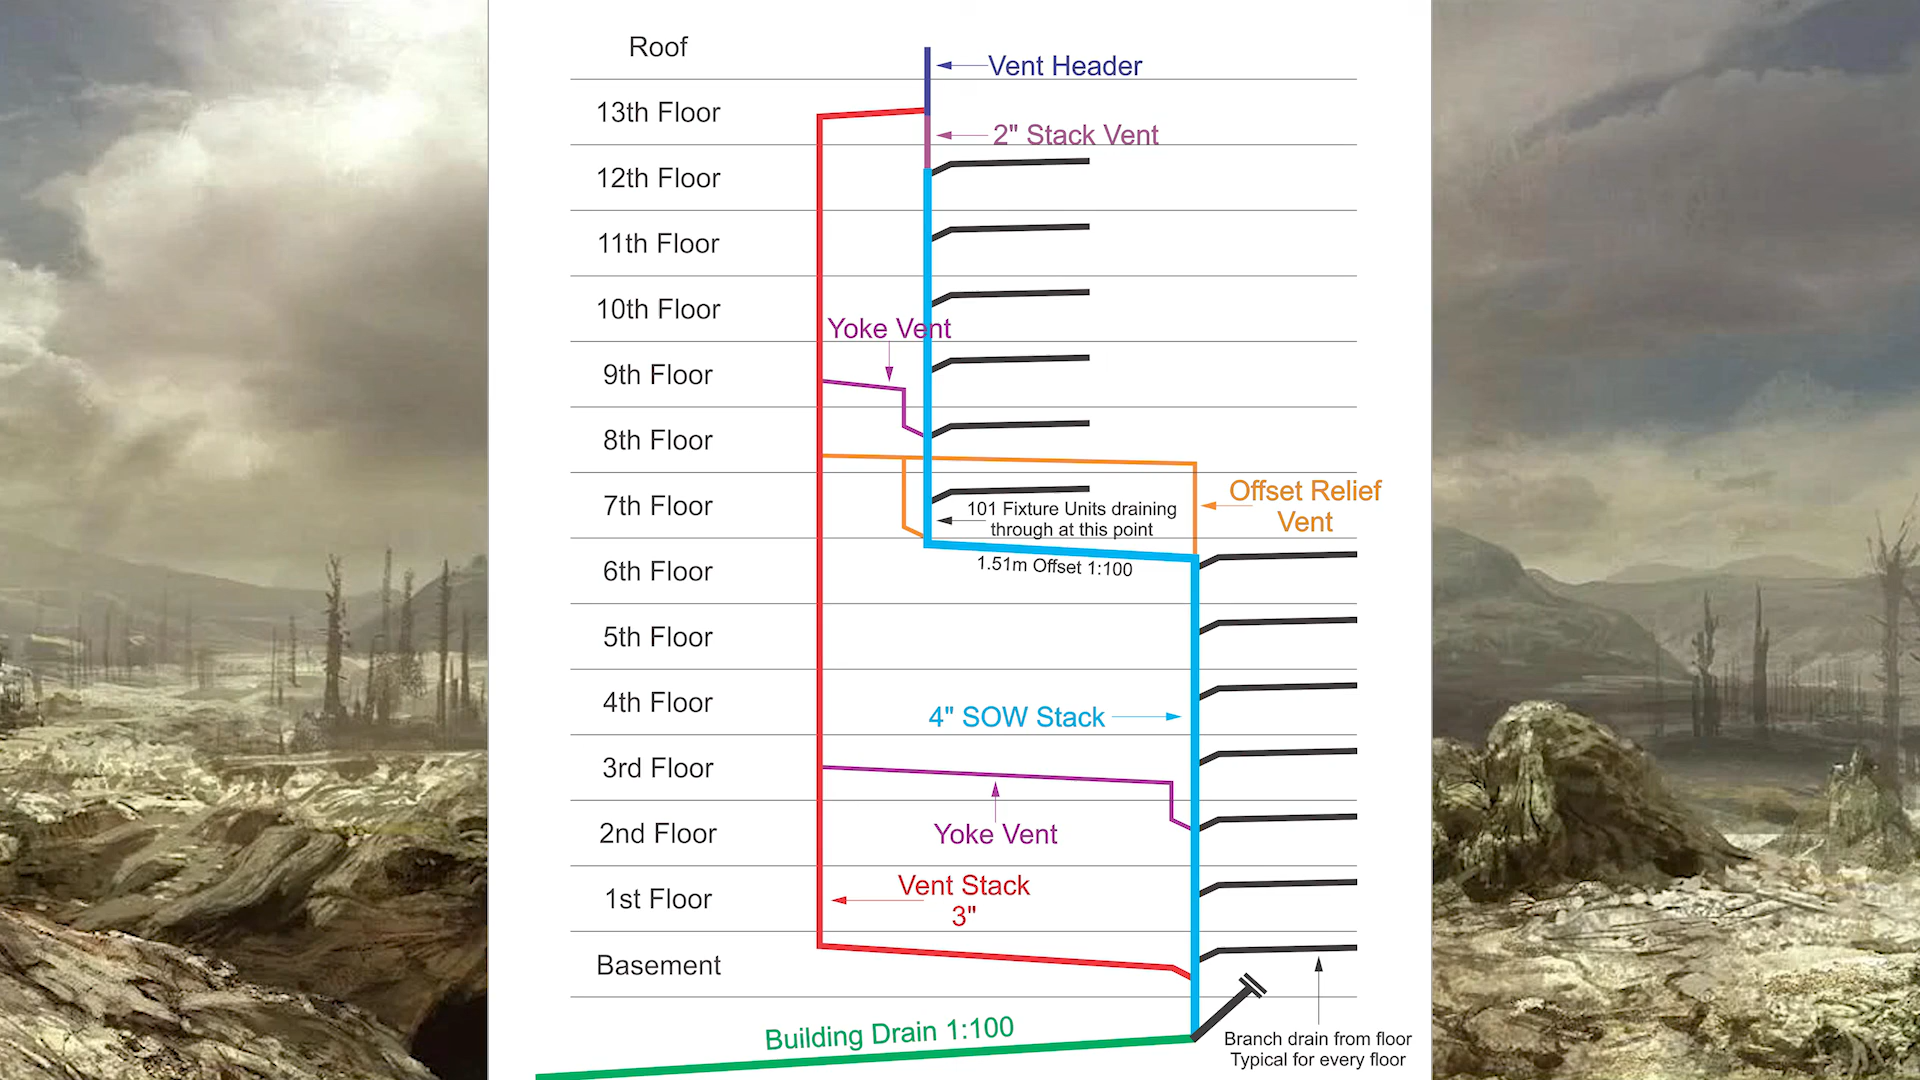 Roof
Vent Header
13th Floor
2" Stack Vent
12th Floor
11th Floor
10th Floor
Yoke Vent
9th Floor
8th Floor
Offset Relief
Vent
7th Floor
101 Fixture Units draining
through at this point
1.51m Offset 1:100
6th Floor
5th Floor
4th Floor
4" SOW Stack
3rd Floor
2nd Floor
Yoke Vent
1st Floor
Vent Stack
3"
Basement
Building Drain 1:100
Branch drain from floor
Typical for every floor